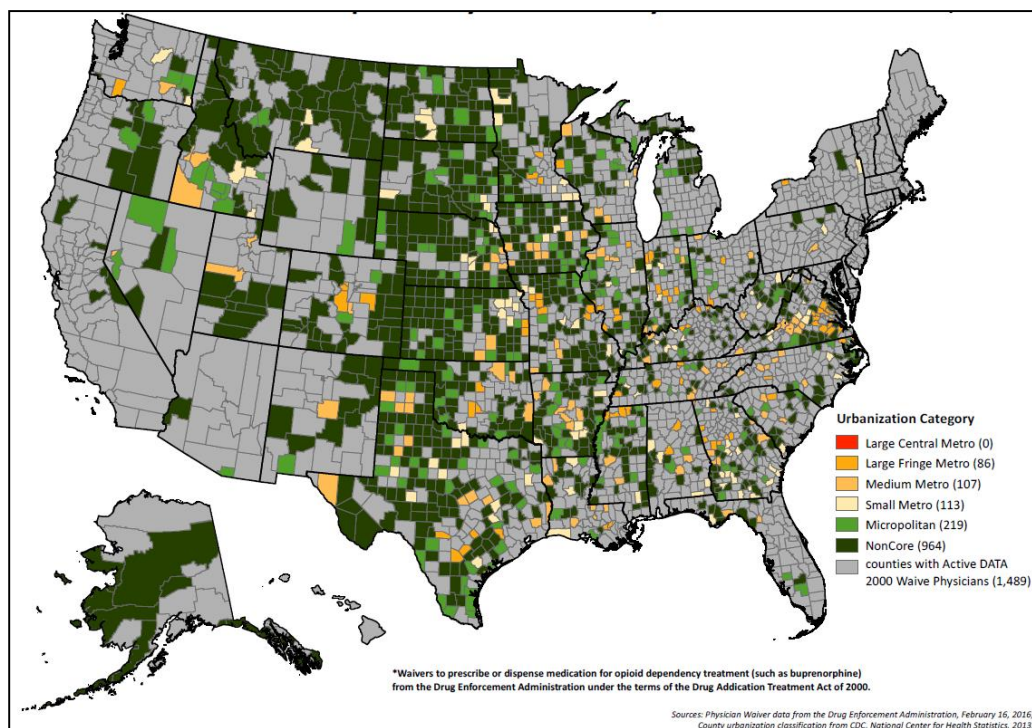 Urbanization Category
Large Central Metro (0)
Large Fringe Metro (86)
Medium Metro (107)
Small Metro (113)
Micropolitan (219)
NonCore (964)
counties with Active DATA
2000 Waive Physicians (1,489)
*Waivers to prescribe or dispense medication for opioid dependency treatment (such as buprenorphine)
from the Drug Enforcement Administration under the terms of the Drug Addication Treatment Act of 2000.
Sources: Physician Waiver data from the Drug Enforcement Administration, February 16, 2016,
County urbanization classification from CDC, National Center for Health Statistics, 2013